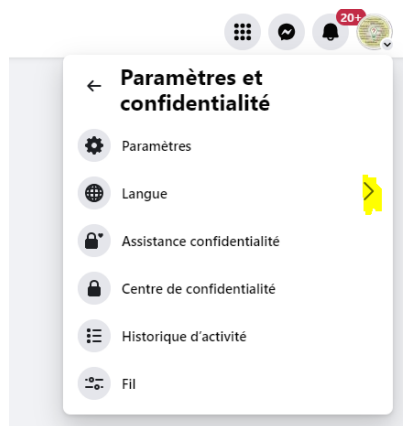 20+
Paramètres et
confidentialité
Paramètres
Langue
Assistance confidentialité
Centre de confidentialité
Historique d'activité
Fil